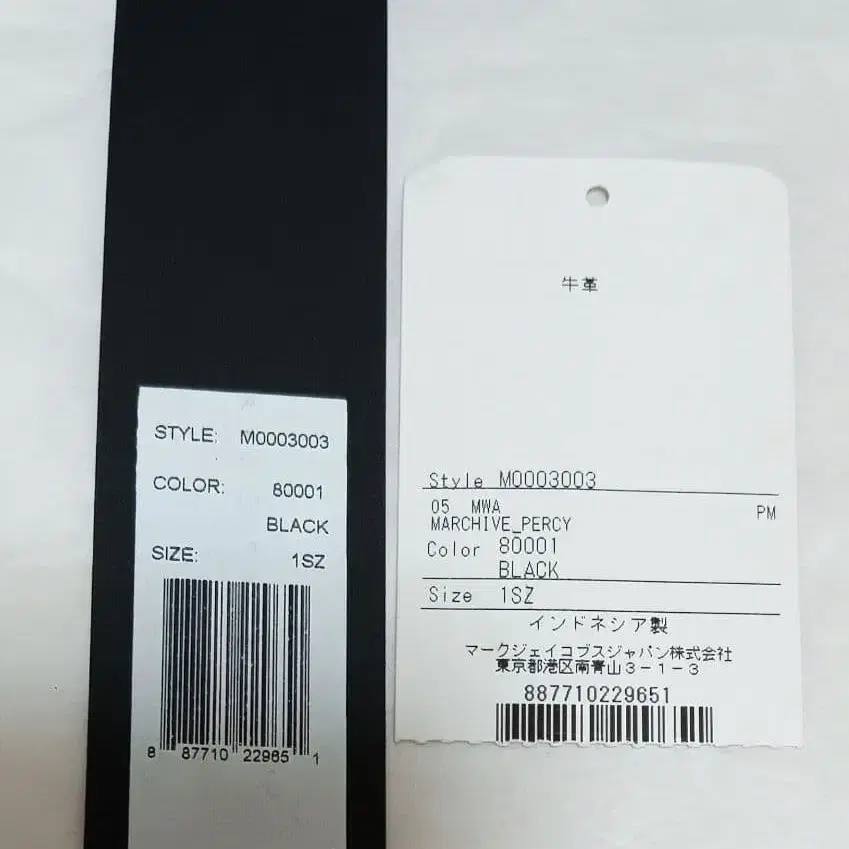 STYLE: M0003003
COLOR: 80001
BLACK
SIZE: 1SZ
8 87710 22965 1
牛革
Style M0003003
05 MWA PM
MARCHIVE_PERCY
Color 80001
BLACK
Size 1SZ
インドネシア製
マークジェイコブスジャパン株式会社
東京都港区南青山3-1-3
887710229651